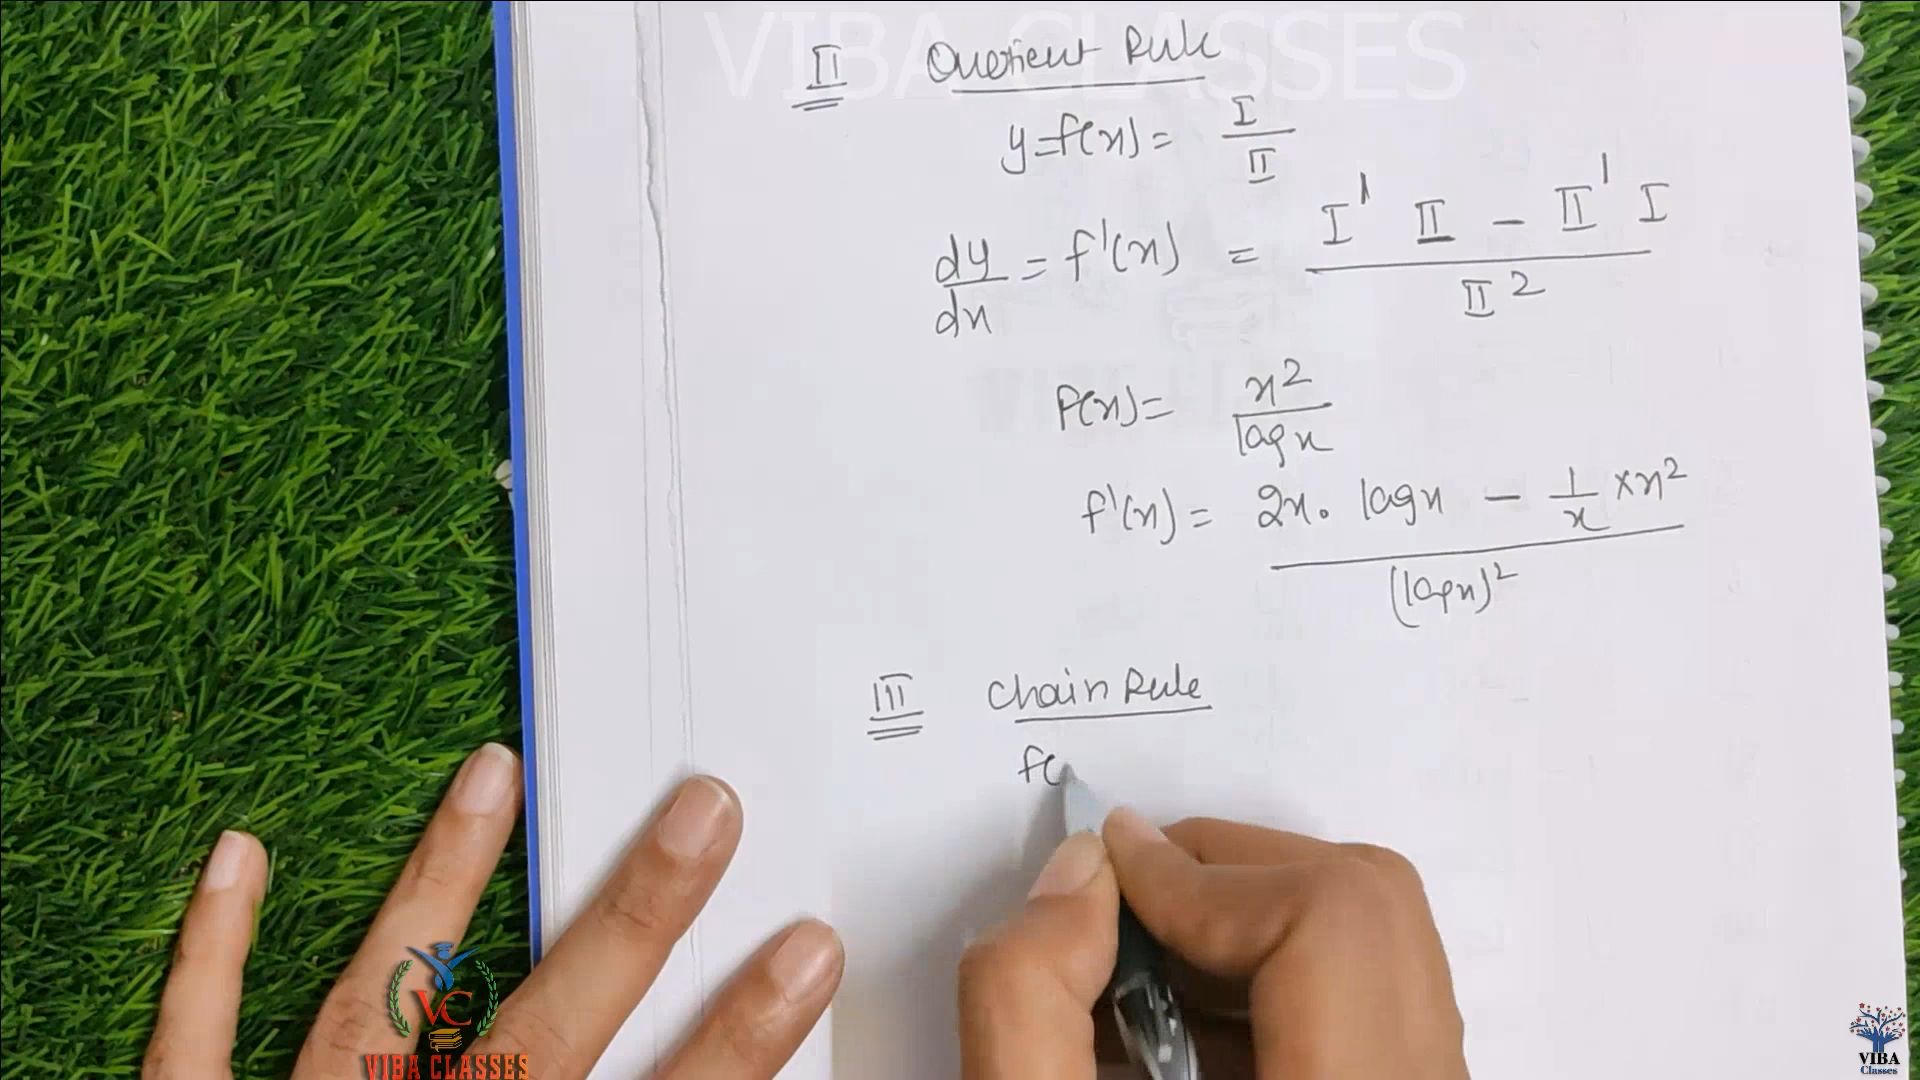 VIBA CLASSES
II Quotient Rule
y=f(x)= I/II
dy/dx = f'(x) = (I' II - II' I)/II²
f(x)= x²/log x
f'(x) = (2x. log x - 1/x × x²)/(log x)²
III Chain Rule
f(
VC
VIBA CLASSES
VIBA
Classes